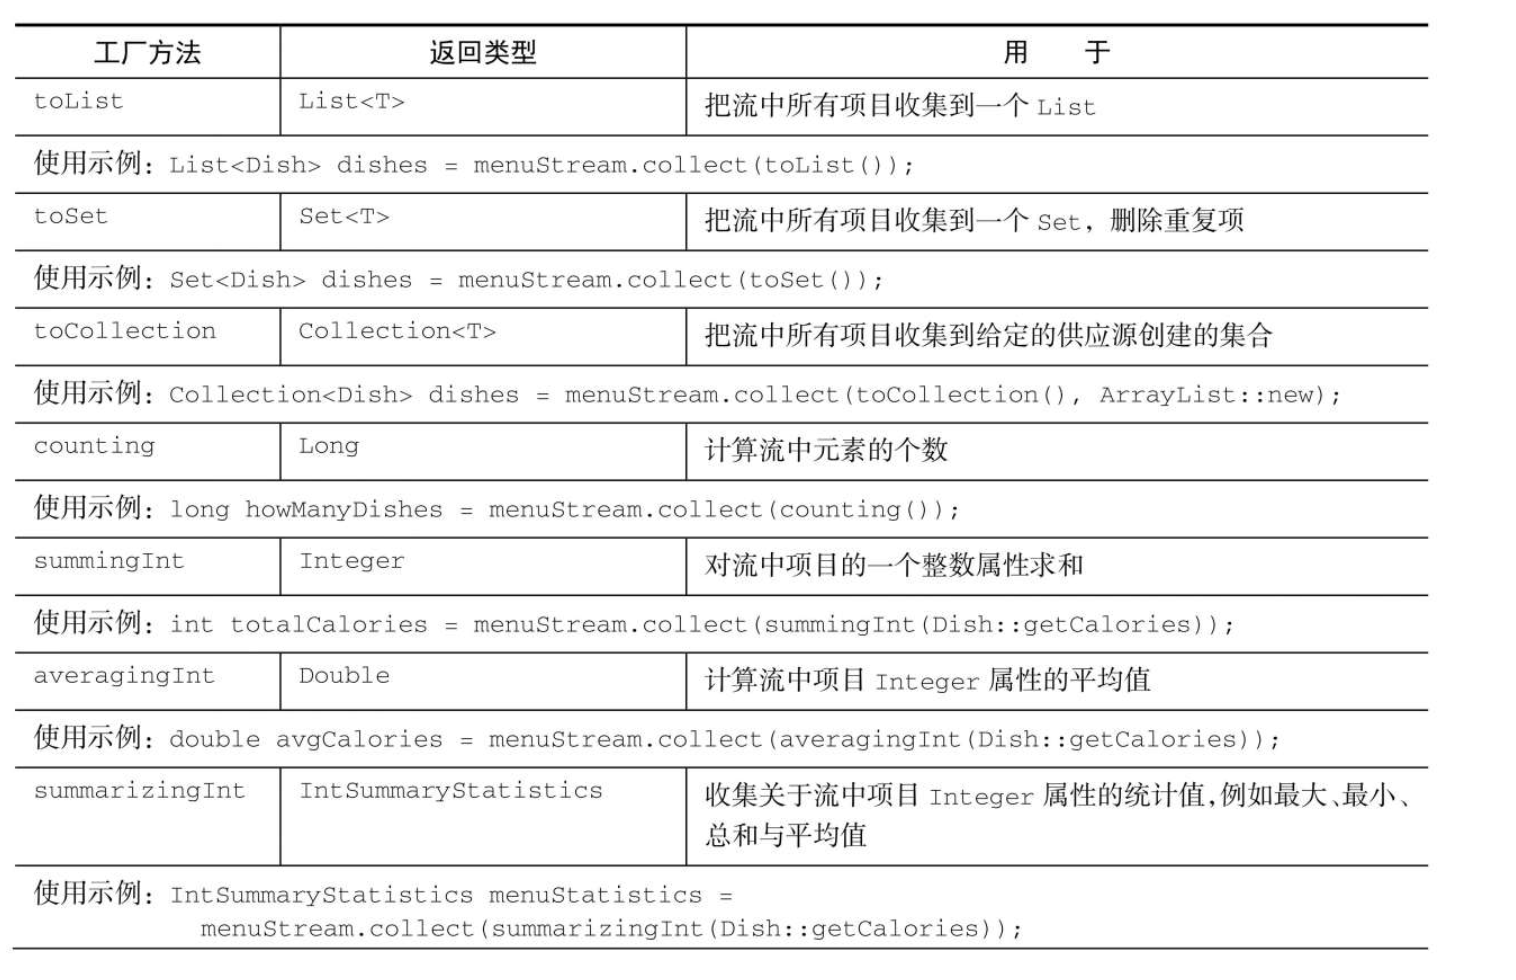 工厂方法 返回类型 用 于
toList List<T> 把流中所有项目收集到一个 List
使用示例：List<Dish> dishes = menuStream.collect(toList());
toSet Set<T> 把流中所有项目收集到一个 Set，删除重复项
使用示例：Set<Dish> dishes = menuStream.collect(toSet());
toCollection Collection<T> 把流中所有项目收集到给定的供应源创建的集合
使用示例：Collection<Dish> dishes = menuStream.collect(toCollection(), ArrayList::new);
counting Long 计算流中元素的个数
使用示例：long howManyDishes = menuStream.collect(counting());
summingInt Integer 对流中项目的一个整数属性求和
使用示例：int totalCalories = menuStream.collect(summingInt(Dish::getCalories));
averagingInt Double 计算流中项目 Integer 属性的平均值
使用示例：double avgCalories = menuStream.collect(averagingInt(Dish::getCalories));
summarizingInt IntSummaryStatistics 收集关于流中项目 Integer 属性的统计值，例如最大、最小、
总和与平均值
使用示例：IntSummaryStatistics menuStatistics =
menuStream.collect(summarizingInt(Dish::getCalories));